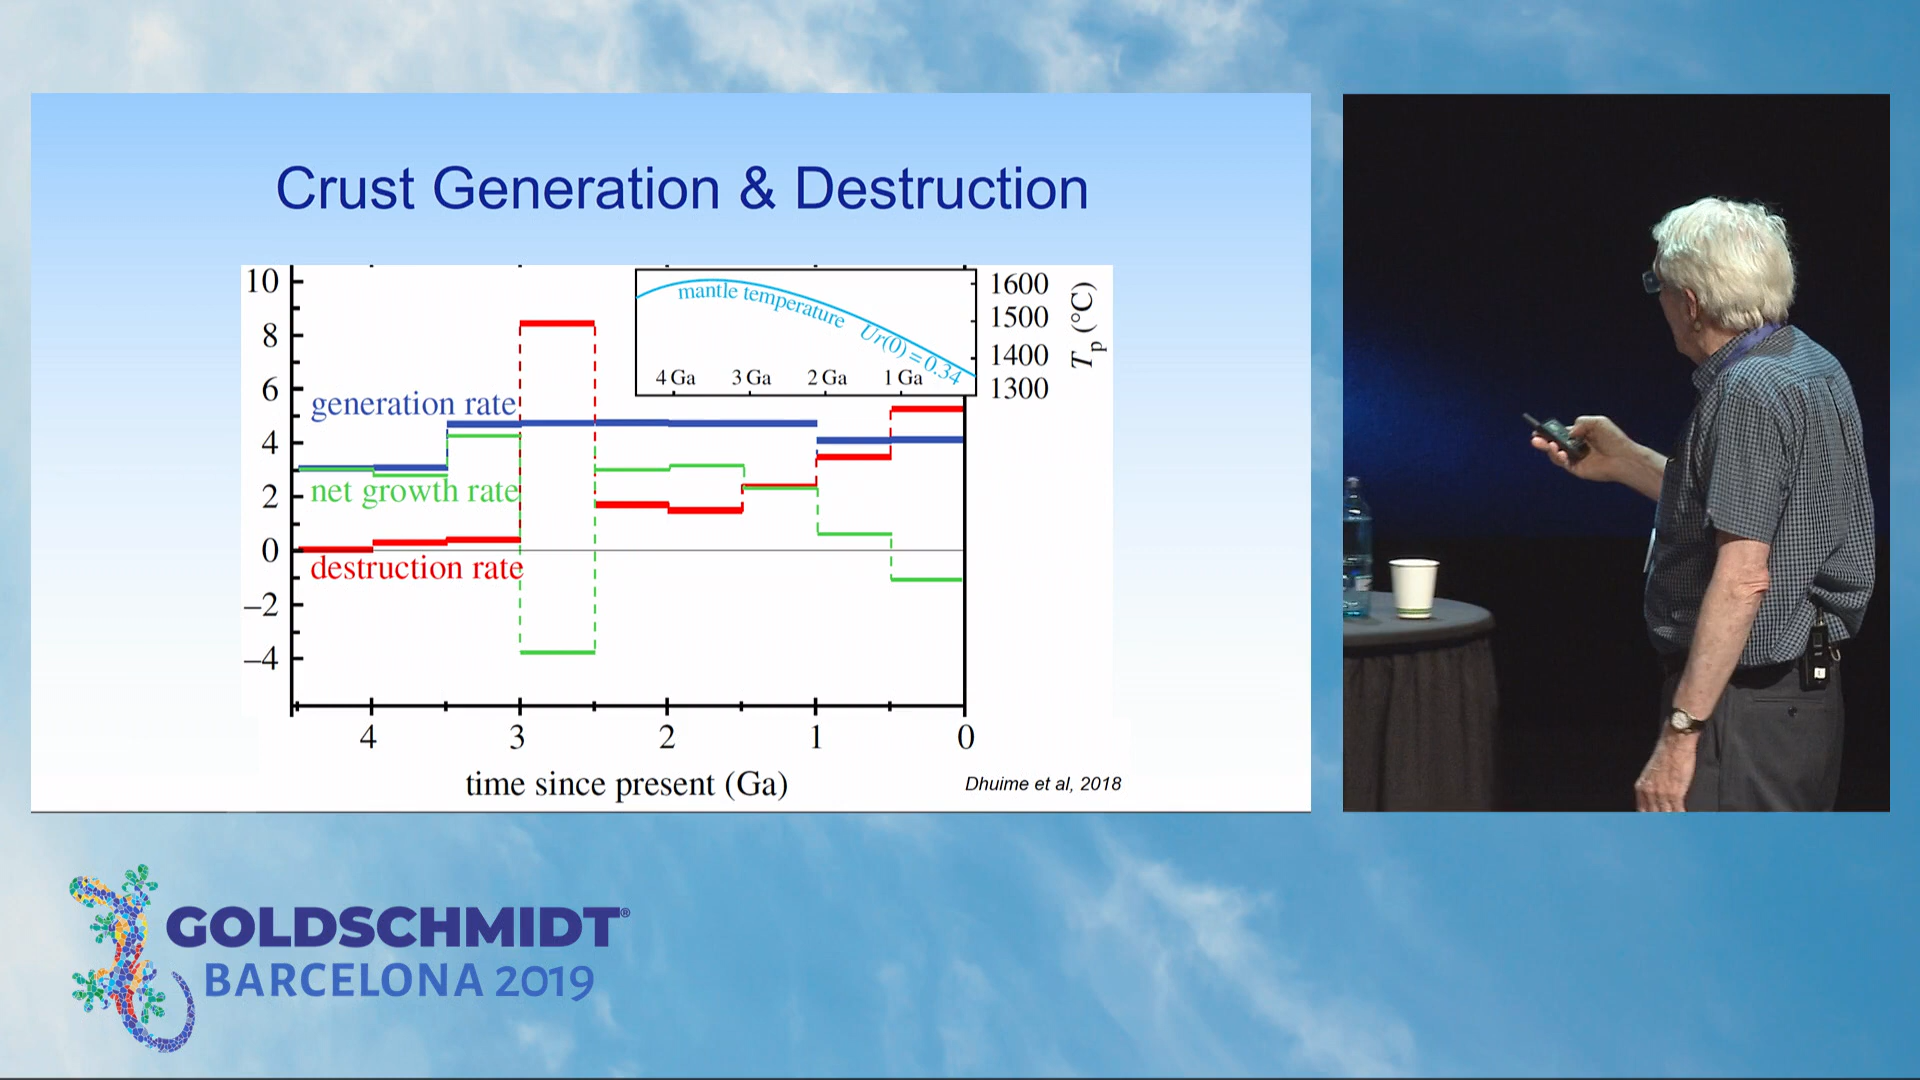 Crust Generation & Destruction
10
8
6
4
2
0
–2
–4
generation rate
net growth rate
destruction rate
mantle temperature
Ur(0) = 0.34
4 Ga 3 Ga 2 Ga 1 Ga
1600
1500
1400
1300
Tp (°C)
4 3 2 1 0
time since present (Ga)
Dhuime et al, 2018
GOLDSCHMIDT®
BARCELONA 2019